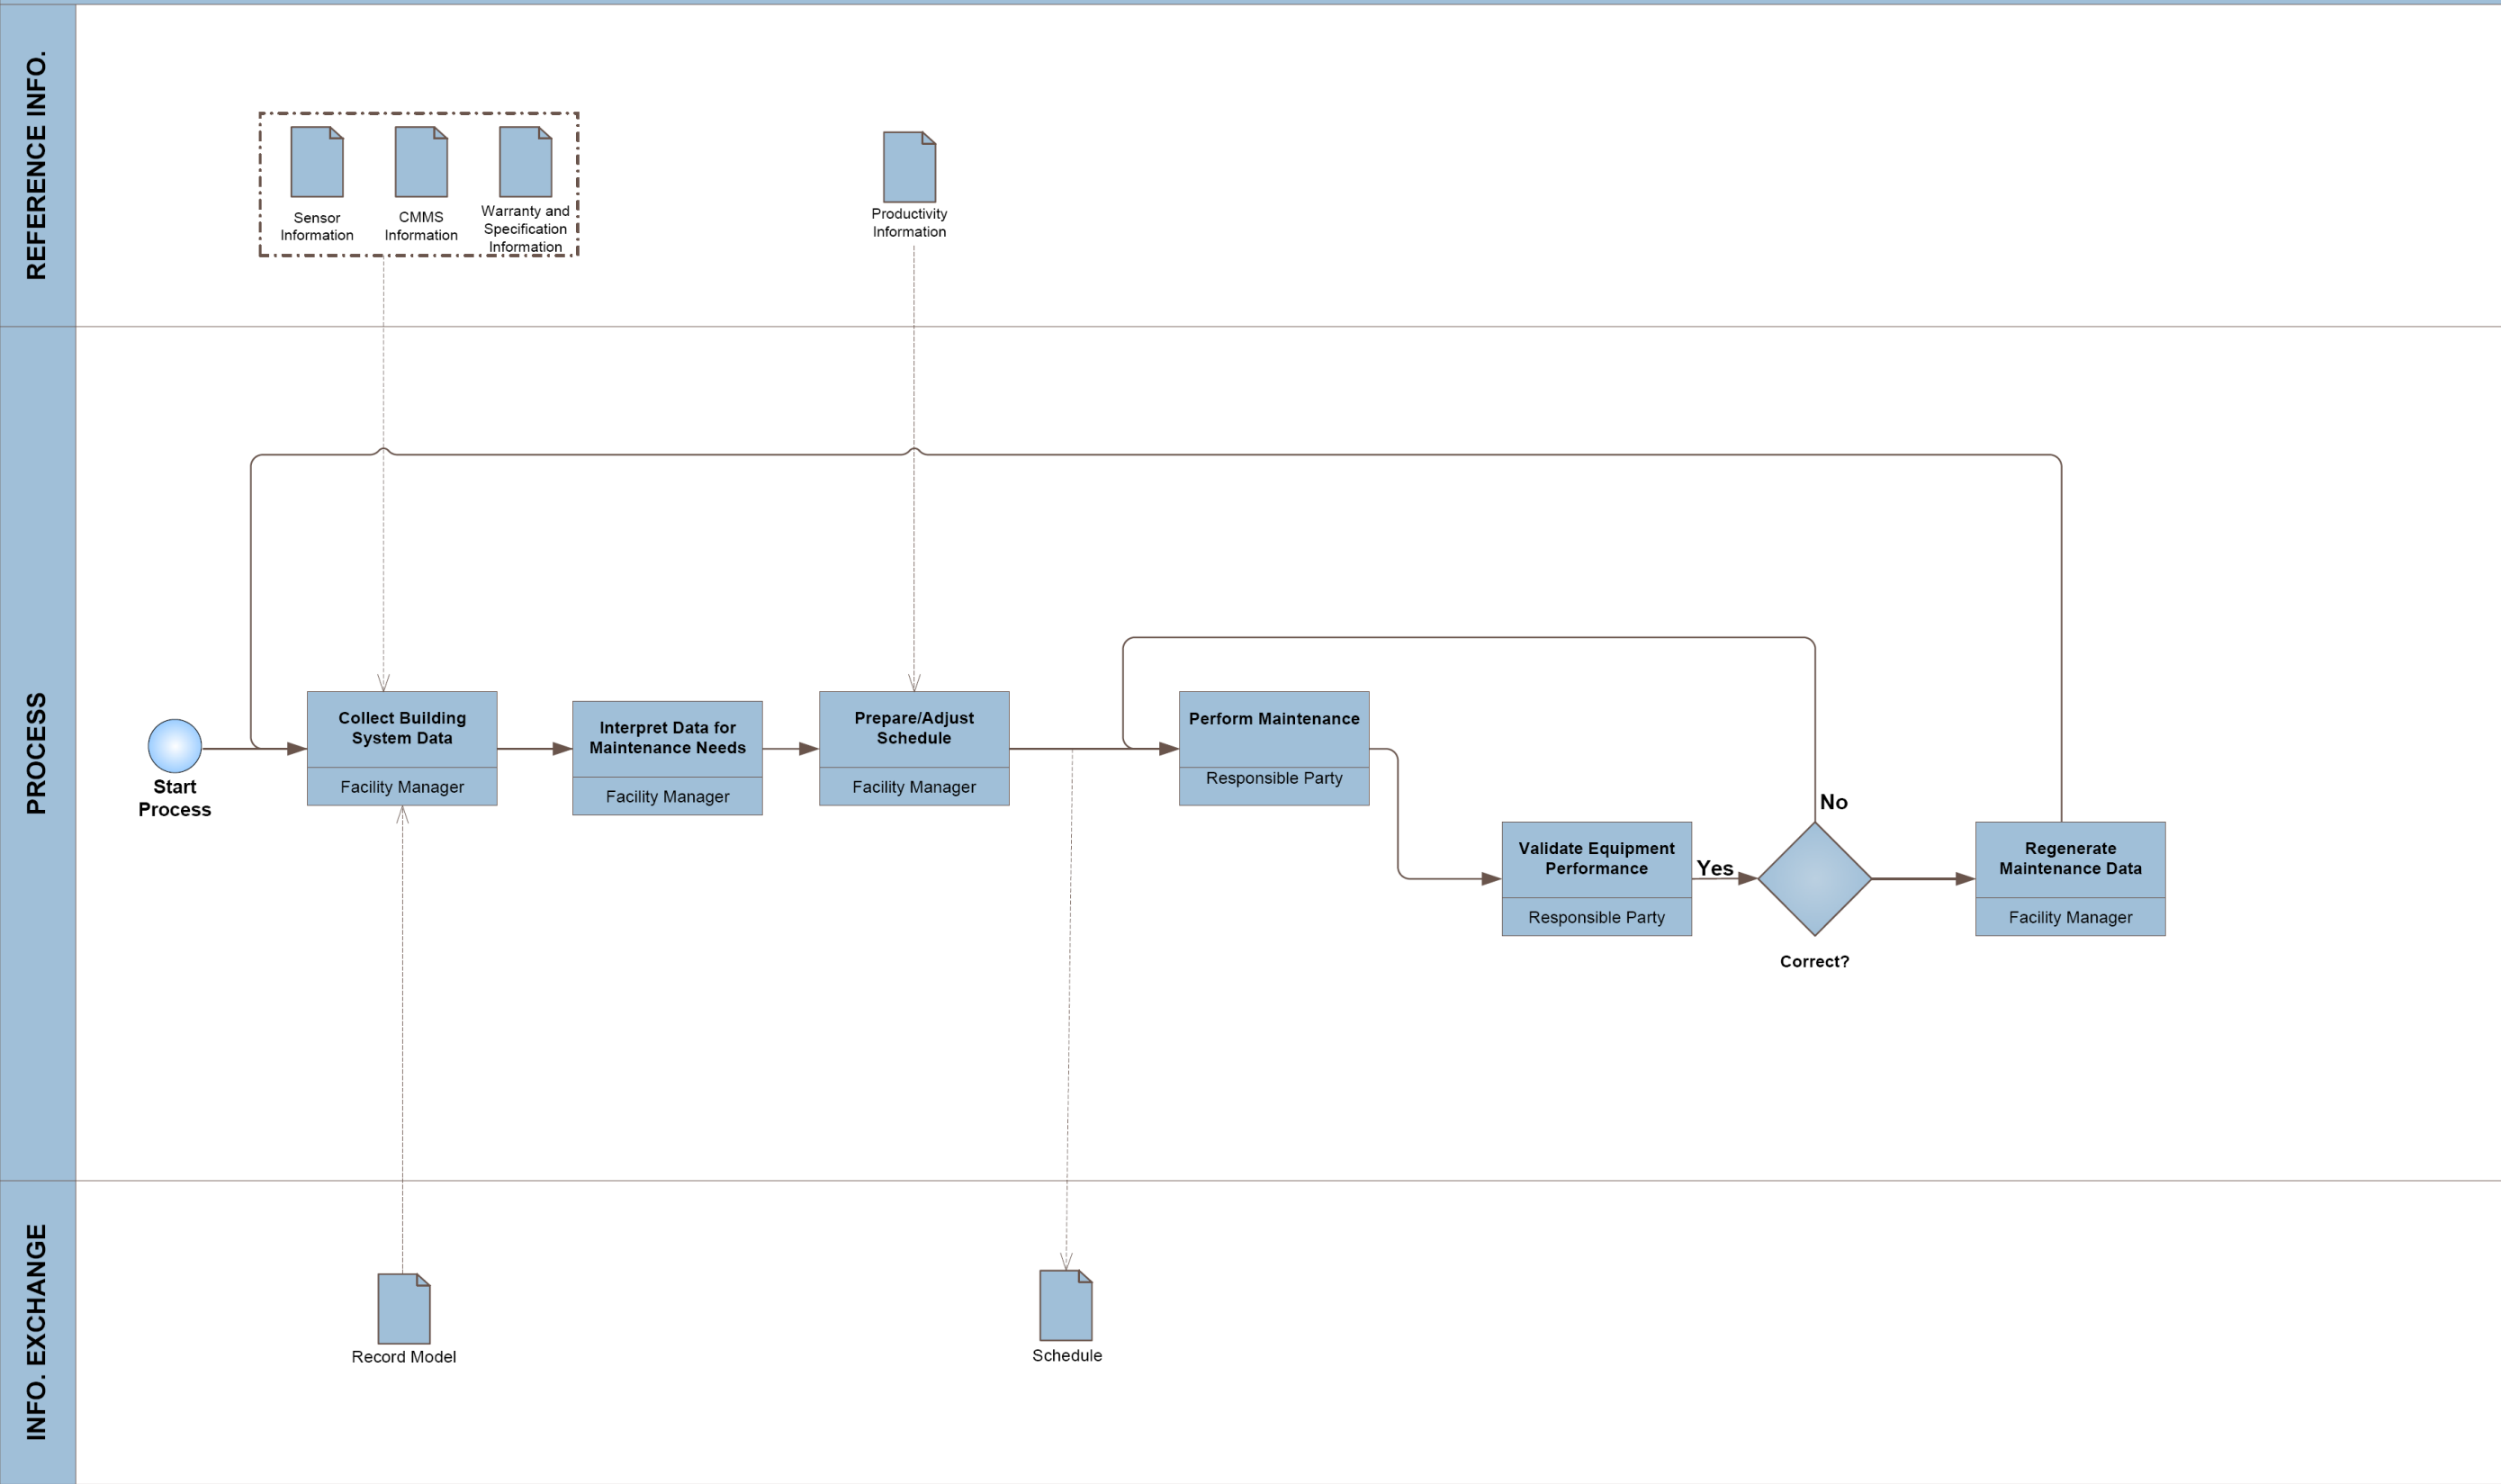 REFERENCE INFO.
Sensor
Information
CMMS
Information
Warranty and
Specification
Information
Productivity
Information
PROCESS
Start
Process
Collect Building
System Data
Facility Manager
Interpret Data for
Maintenance Needs
Facility Manager
Prepare/Adjust
Schedule
Facility Manager
Perform Maintenance
Responsible Party
Validate Equipment
Performance
Responsible Party
Yes
No
Correct?
Regenerate
Maintenance Data
Facility Manager
INFO. EXCHANGE
Record Model
Schedule